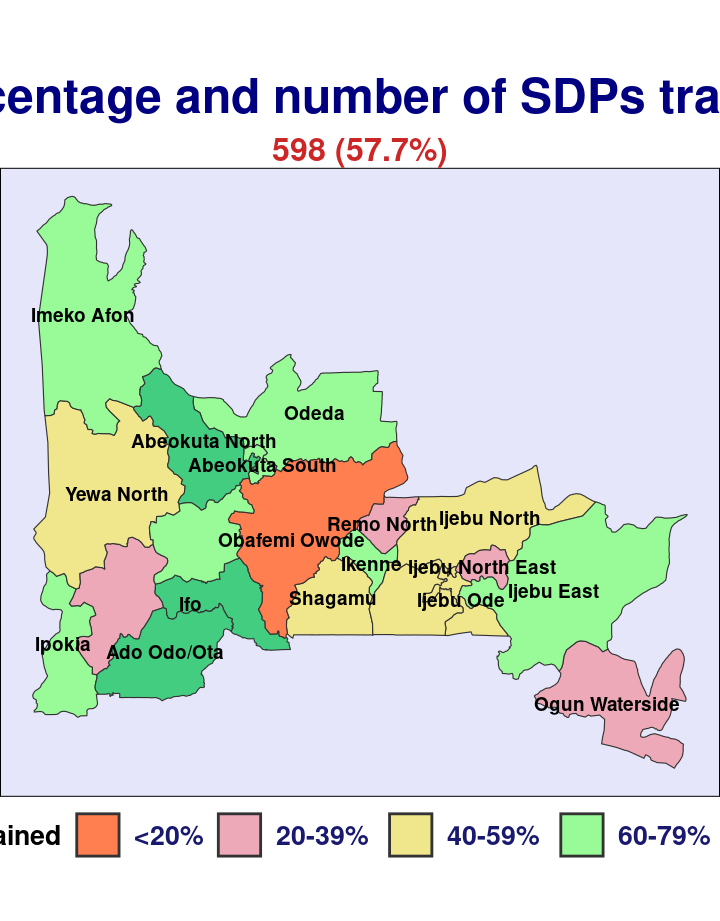 centage and number of SDPs tra
598 (57.7%)
Imeko Afon
Odeda
Abeokuta North
Abeokuta South
Yewa North
Ijebu North
Remo North
Obafemi Owode
Ikenne
Ijebu North East
Ijebu East
Shagamu
Ijebu Ode
Ifo
Ipokia
Ado Odo/Ota
Ogun Waterside
ained <20% 20-39% 40-59% 60-79%